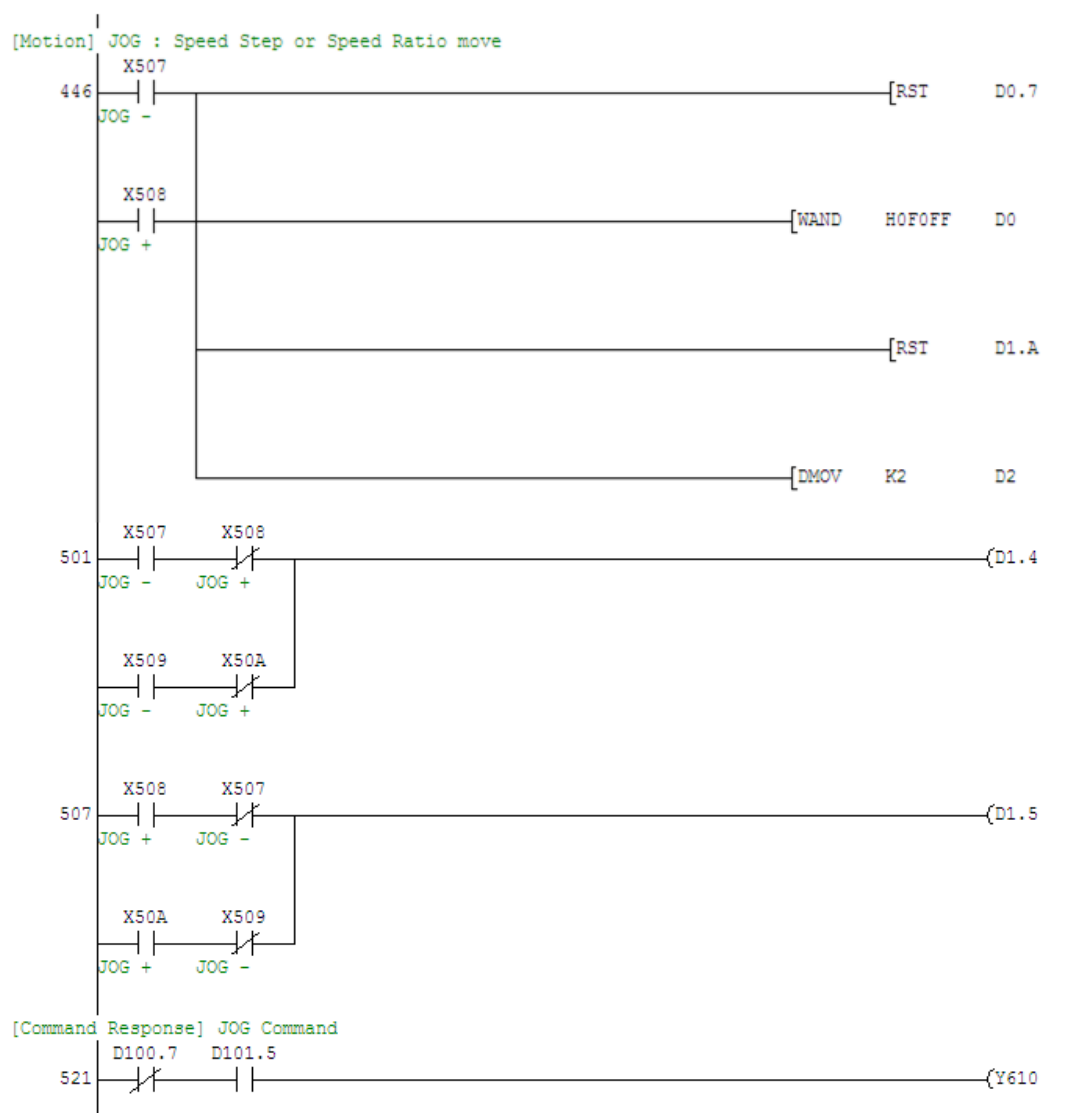 [Motion] JOG : Speed Step or Speed Ratio move
X507
446 [RST D0.7
JOG -
X508
[WAND H0F0FF D0
JOG +
[RST D1.A
[DMOV K2 D2
X507 X508
501 (D1.4
JOG - JOG +
X509 X50A
JOG - JOG +
X508 X507
507 (D1.5
JOG + JOG -
X50A X509
JOG + JOG -
[Command Response] JOG Command
D100.7 D101.5
521 (Y610